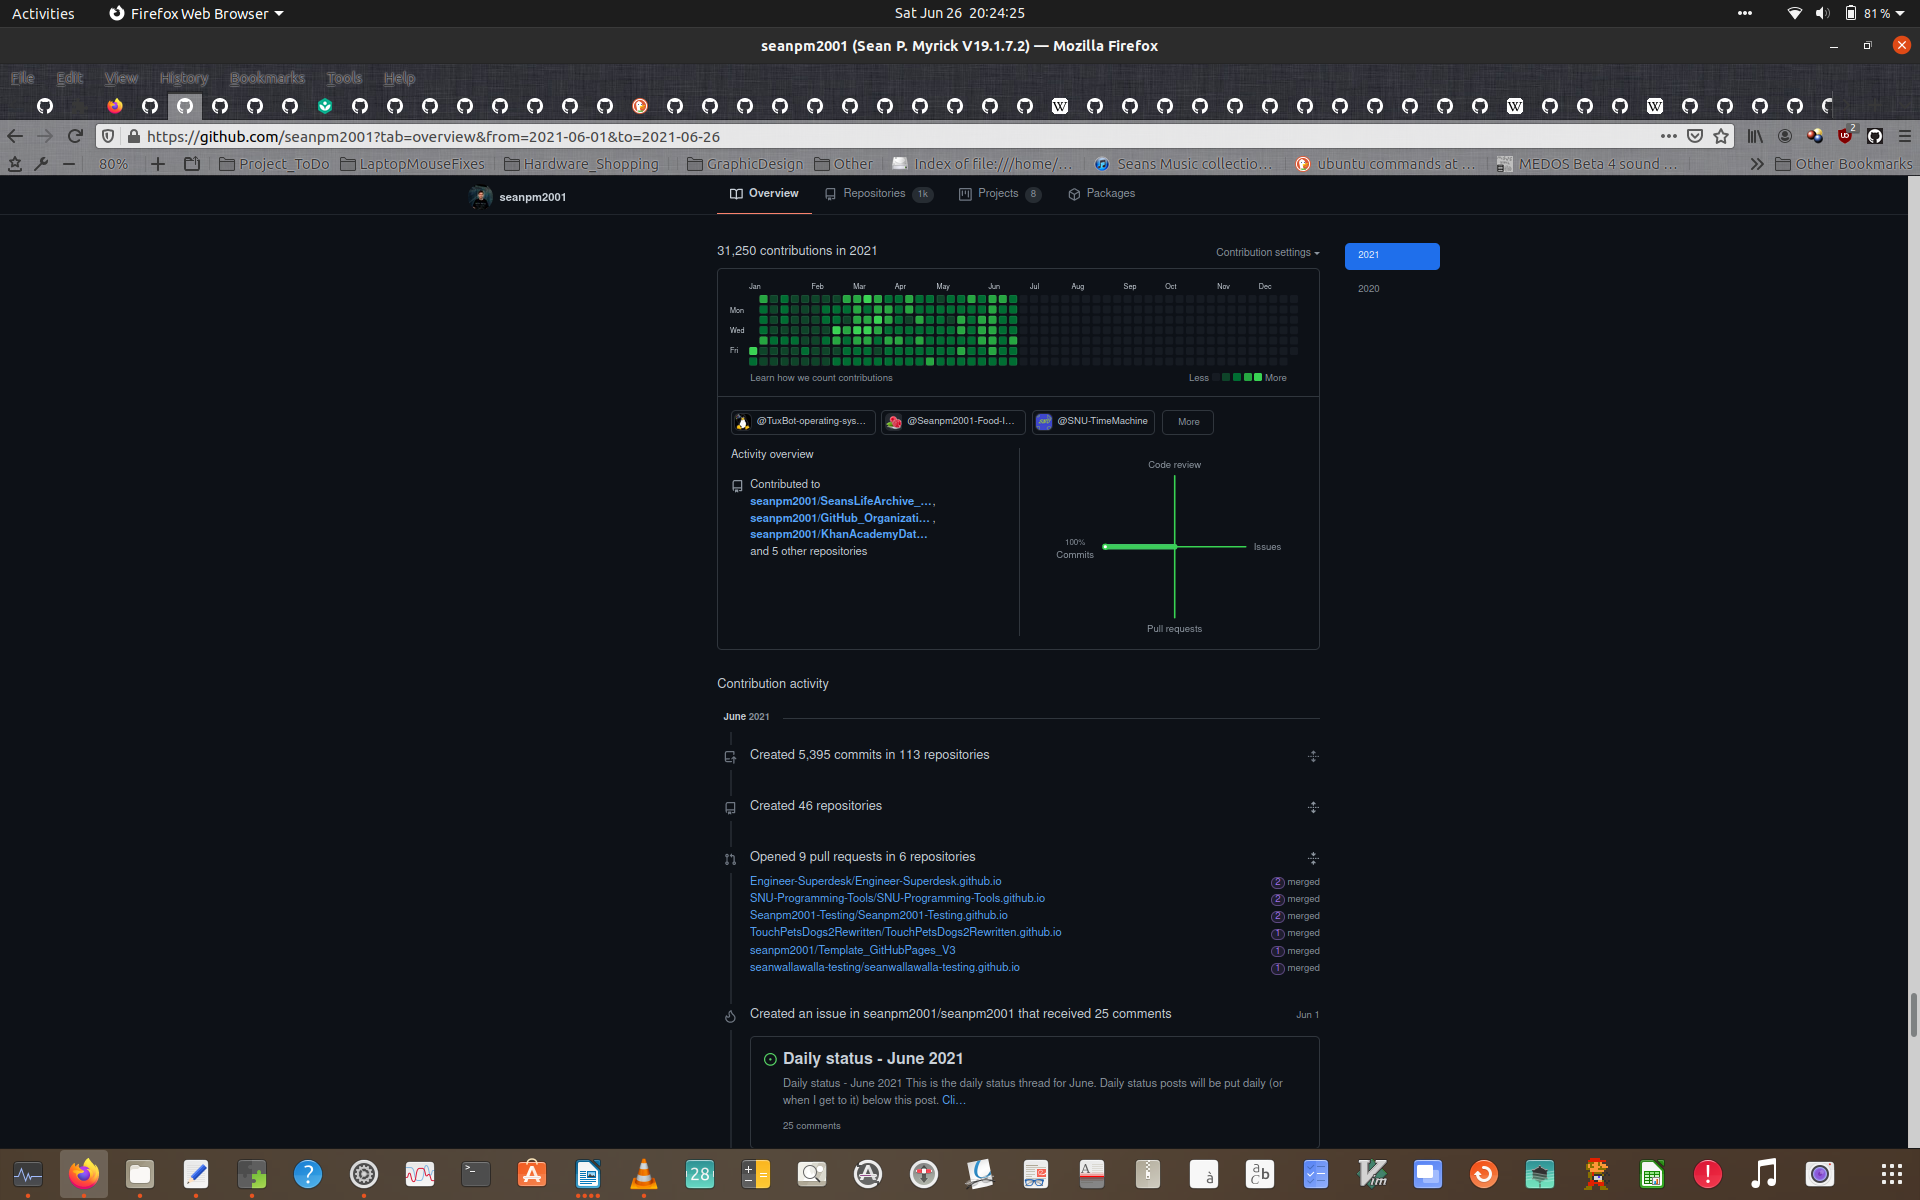 Activities
Firefox Web Browser
Sat Jun 26 20:24:25
81 %
seanpm2001 (Sean P. Myrick V19.1.7.2) — Mozilla Firefox
File Edit View History Bookmarks Tools Help
https://github.com/seanpm2001?tab=overview&from=2021-06-01&to=2021-06-26
2
80%
Project_ToDo
LaptopMouseFixes
Hardware_Shopping
GraphicDesign
Other
Index of file:///home/...
Seans Music collectio...
ubuntu commands at ...
MEDOS Beta 4 sound ...
Other Bookmarks
seanpm2001
Overview
Repositories 1k
Projects 8
Packages
31,250 contributions in 2021
Contribution settings
2021
2020
Jan Feb Mar Apr May Jun Jul Aug Sep Oct Nov Dec
Mon
Wed
Fri
Learn how we count contributions
Less
More
@TuxBot-operating-sys...
@Seanpm2001-Food-I...
@SNU-TimeMachine
More
Activity overview
Contributed to
seanpm2001/SeansLifeArchive_... ,
seanpm2001/GitHub_Organizati... ,
seanpm2001/KhanAcademyDat...
and 5 other repositories
Code review
100%
Commits
Issues
Pull requests
Contribution activity
June 2021
Created 5,395 commits in 113 repositories
Created 46 repositories
Opened 9 pull requests in 6 repositories
Engineer-Superdesk/Engineer-Superdesk.github.io 2 merged
SNU-Programming-Tools/SNU-Programming-Tools.github.io 2 merged
Seanpm2001-Testing/Seanpm2001-Testing.github.io 2 merged
TouchPetsDogs2Rewritten/TouchPetsDogs2Rewritten.github.io 1 merged
seanpm2001/Template_GitHubPages_V3 1 merged
seanwallawalla-testing/seanwallawalla-testing.github.io 1 merged
Created an issue in seanpm2001/seanpm2001 that received 25 comments
Jun 1
Daily status - June 2021
Daily status - June 2021 This is the daily status thread for June. Daily status posts will be put daily (or
when I get to it) below this post. Cli...
25 comments
28